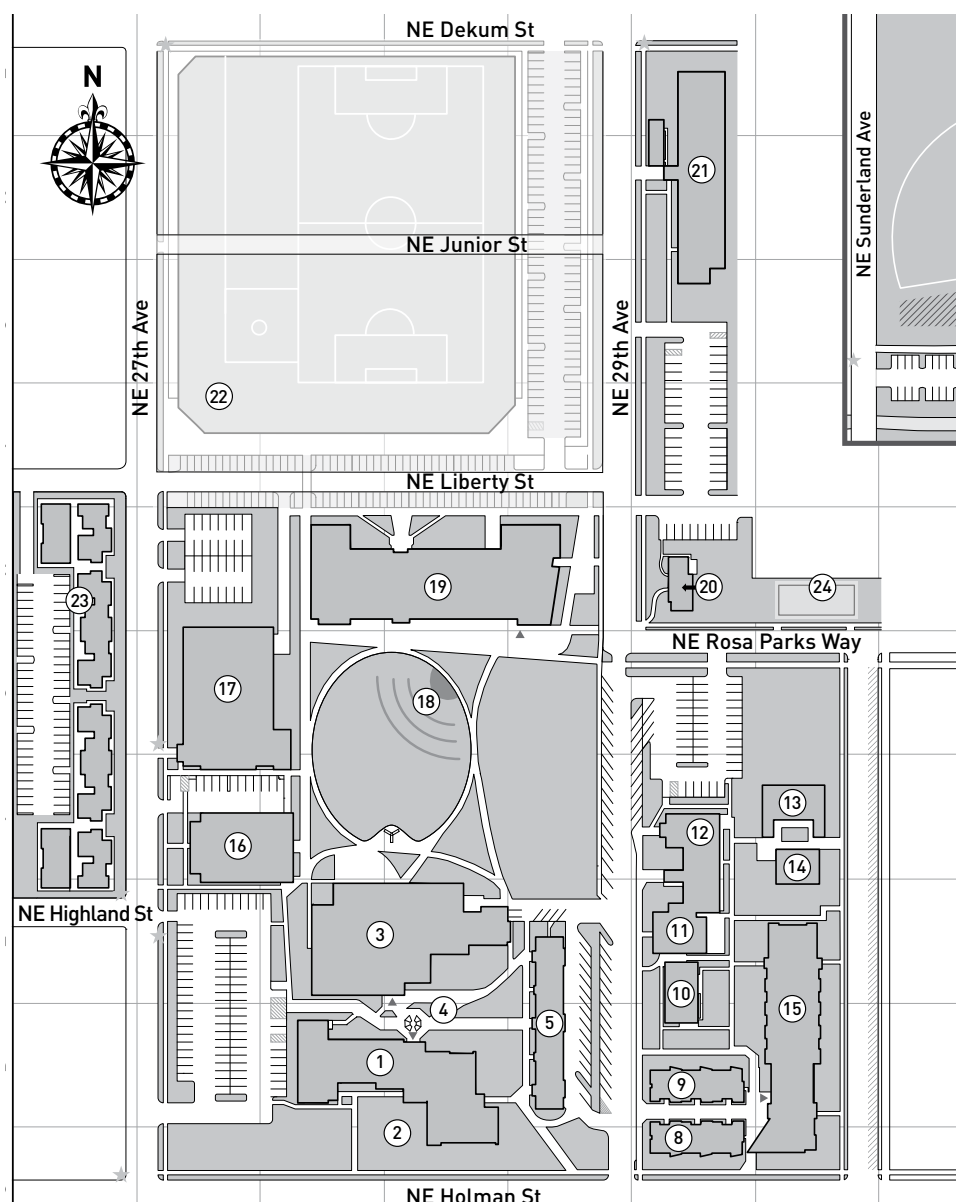 NE Dekum St
N
NE Sunderland Ave
21
NE Junior St
NE 27th Ave
NE 29th Ave
22
NE Liberty St
19
20
24
23
NE Rosa Parks Way
17
18
13
12
16
14
NE Highland St
3
11
10
4
5
15
1
9
2
8
NE Holman St